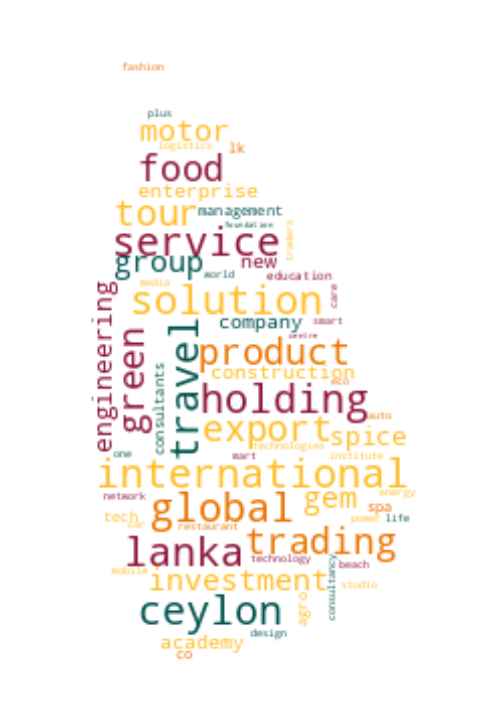 fashion
plus
motor
logistics
lk
food
enterprise
tour
management
foundation
service
traders
group
new
world
education
media
engineering
care
solution
company
smart
green
travel
centre
product
consultants
construction
eco
holding
auto
export
spice
technologies
one
mart
institute
international
network
energy
global
gem
spa
tech
car
restaurant
power
life
lanka
trading
technology
beach
mobile
investment
consultancy
studio
ceylon
agro
design
academy
co